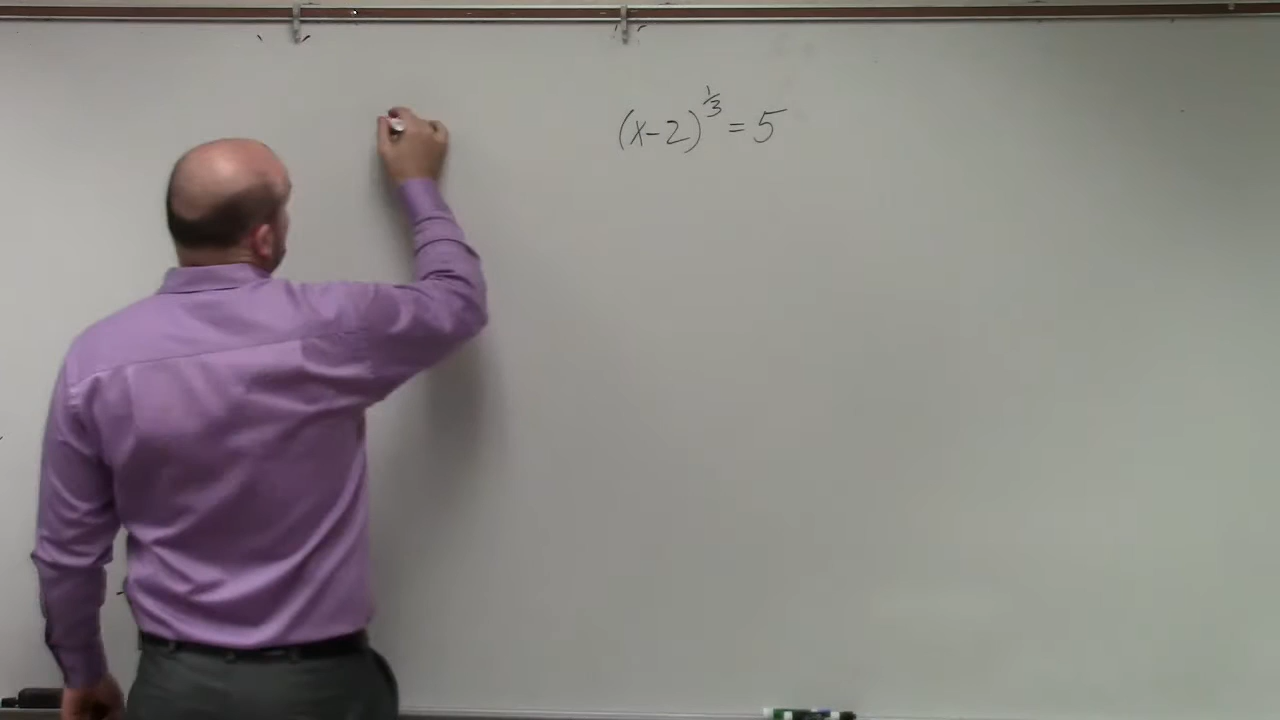 (x-2)^{1/3} = 5